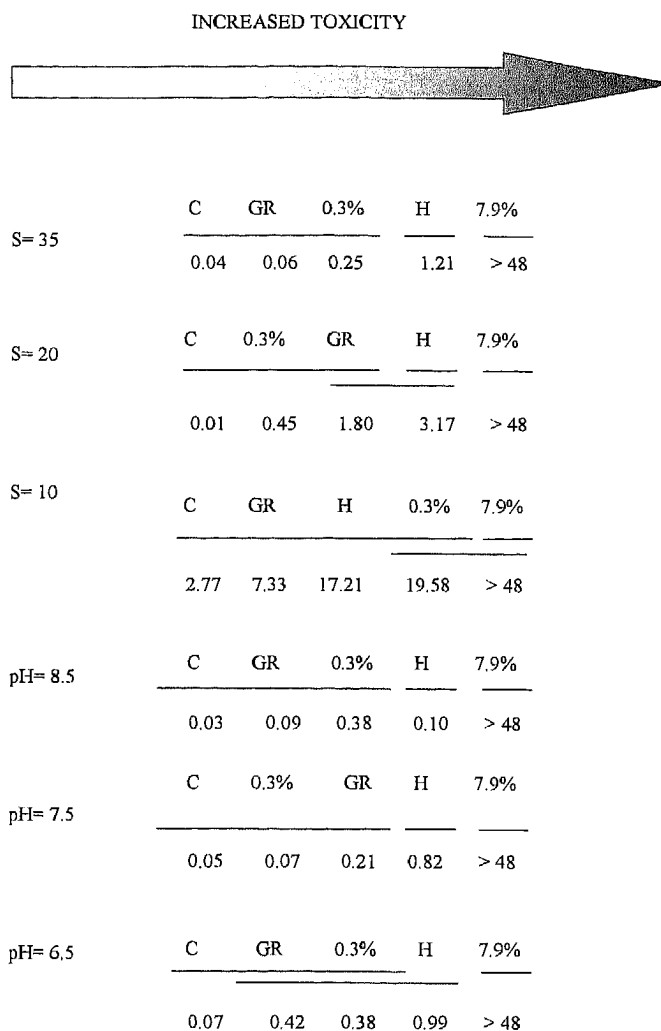 INCREASED TOXICITY
C GR 0.3% H 7.9%
S= 35
0.04 0.06 0.25 1.21 > 48
C 0.3% GR H 7.9%
S= 20
0.01 0.45 1.80 3.17 > 48
S= 10
C GR H 0.3% 7.9%
2.77 7.33 17.21 19.58 > 48
C GR 0.3% H 7.9%
pH= 8.5
0.03 0.09 0.38 0.10 > 48
C 0.3% GR H 7.9%
pH= 7.5
0.05 0.07 0.21 0.82 > 48
pH= 6.5 C GR 0.3% H 7.9%
0.07 0.42 0.38 0.99 > 48